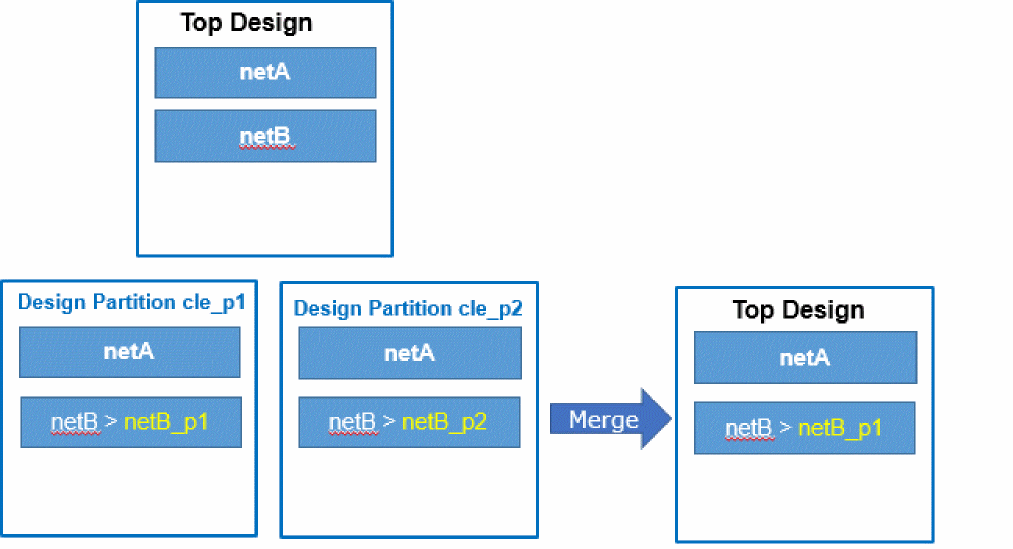 Top Design
netA
netB
Design Partition cle_p1
netA
netB > netB_p1
Design Partition cle_p2
netA
netB > netB_p2
Merge
Top Design
netA
netB > netB_p1